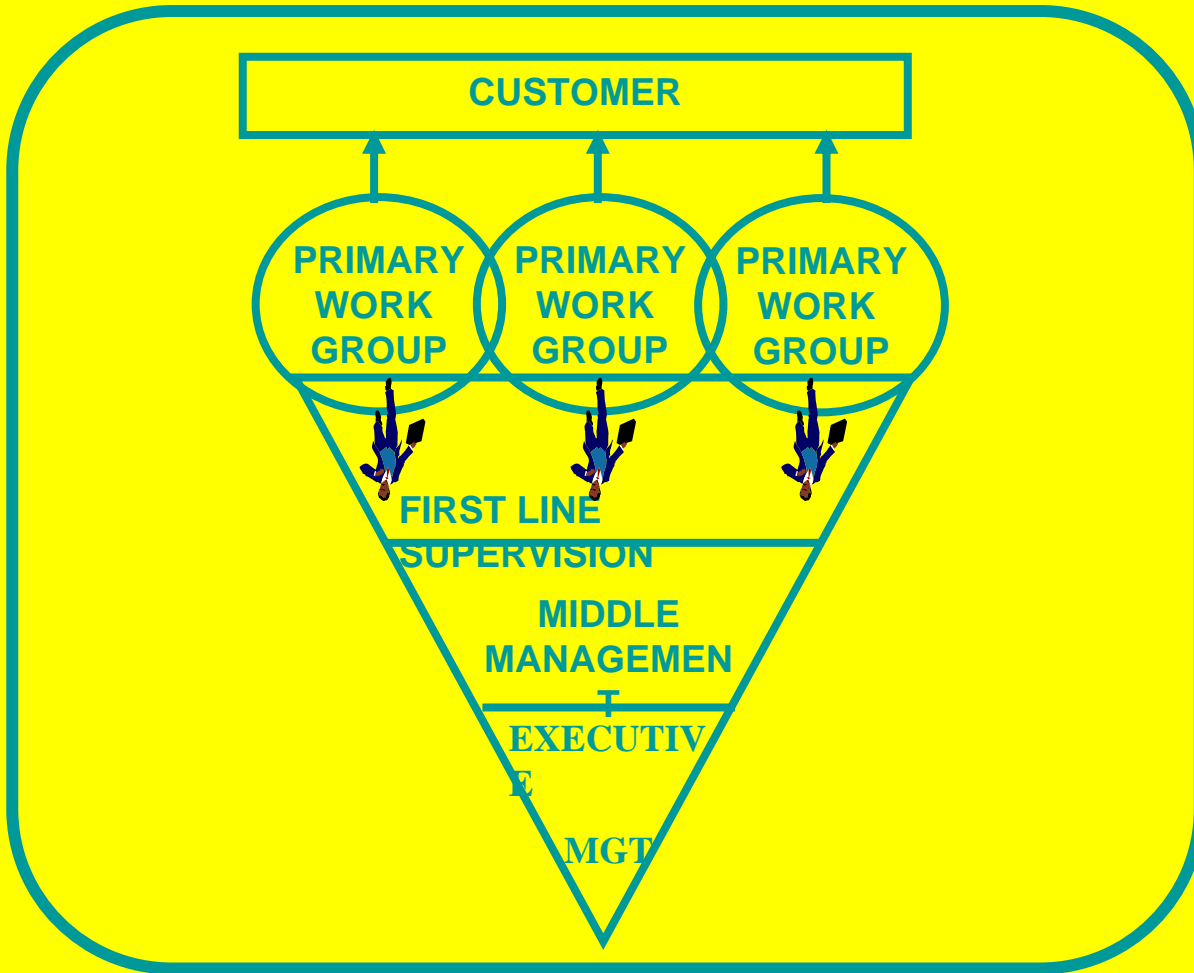 CUSTOMER
PRIMARY PRIMARY PRIMARY
WORK WORK WORK
GROUP GROUP GROUP
FIRST LINE
SUPERVISION
MIDDLE
MANAGEMEN
T
EXECUTIV
E
MGT